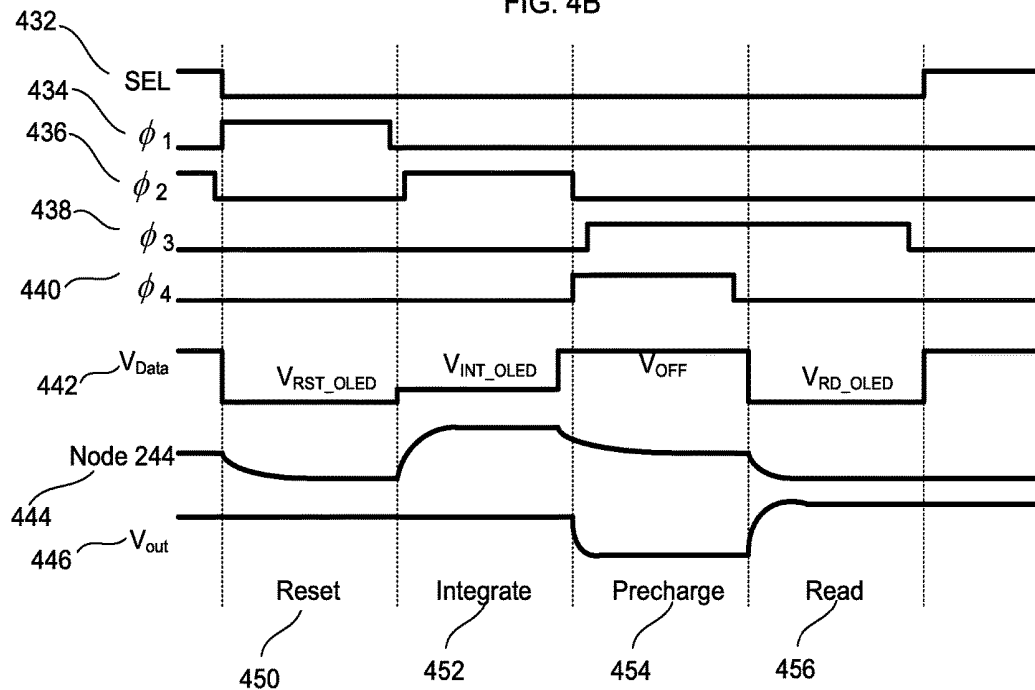 FIG. 4B
432
SEL
434
ϕ1
436
ϕ2
438
ϕ3
440
ϕ4
442
VData
VRST_OLED
VINT_OLED
VOFF
VRD_OLED
Node 244
444
446
Vout
Reset
Integrate
Precharge
Read
450
452
454
456